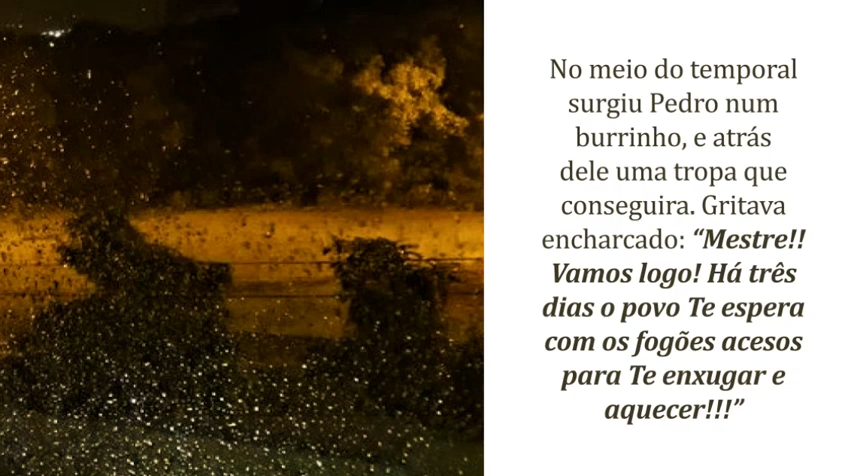 No meio do temporal
surgiu Pedro num
burrinho, e atrás
dele uma tropa que
conseguira. Gritava
encharcado: “Mestre!!
Vamos logo! Há três
dias o povo Te espera
com os fogões acesos
para Te enxugar e
aquecer!!!”